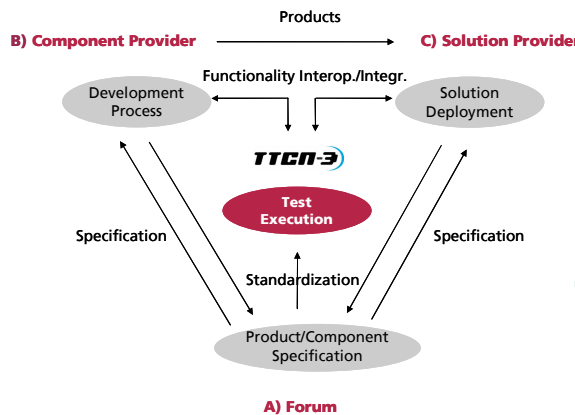 Products
B) Component Provider
C) Solution Provider
Functionality Interop./Integr.
Development
Process
Solution
Deployment
TTCN-3
Test
Execution
Specification
Specification
Standardization
Product/Component
Specification
A) Forum